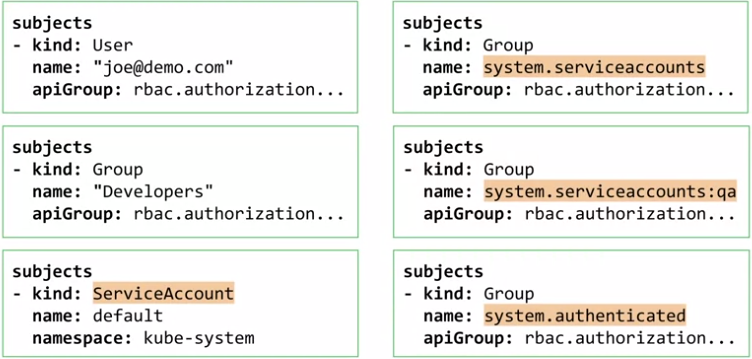 subjects
- kind: User
name: "joe@demo.com"
apiGroup: rbac.authorization...
subjects
- kind: Group
name: "Developers"
apiGroup: rbac.authorization...
subjects
- kind: ServiceAccount
name: default
namespace: kube-system
subjects
- kind: Group
name: system.serviceaccounts
apiGroup: rbac.authorization...
subjects
- kind: Group
name: system.serviceaccounts:qa
apiGroup: rbac.authorization...
subjects
- kind: Group
name: system.authenticated
apiGroup: rbac.authorization...